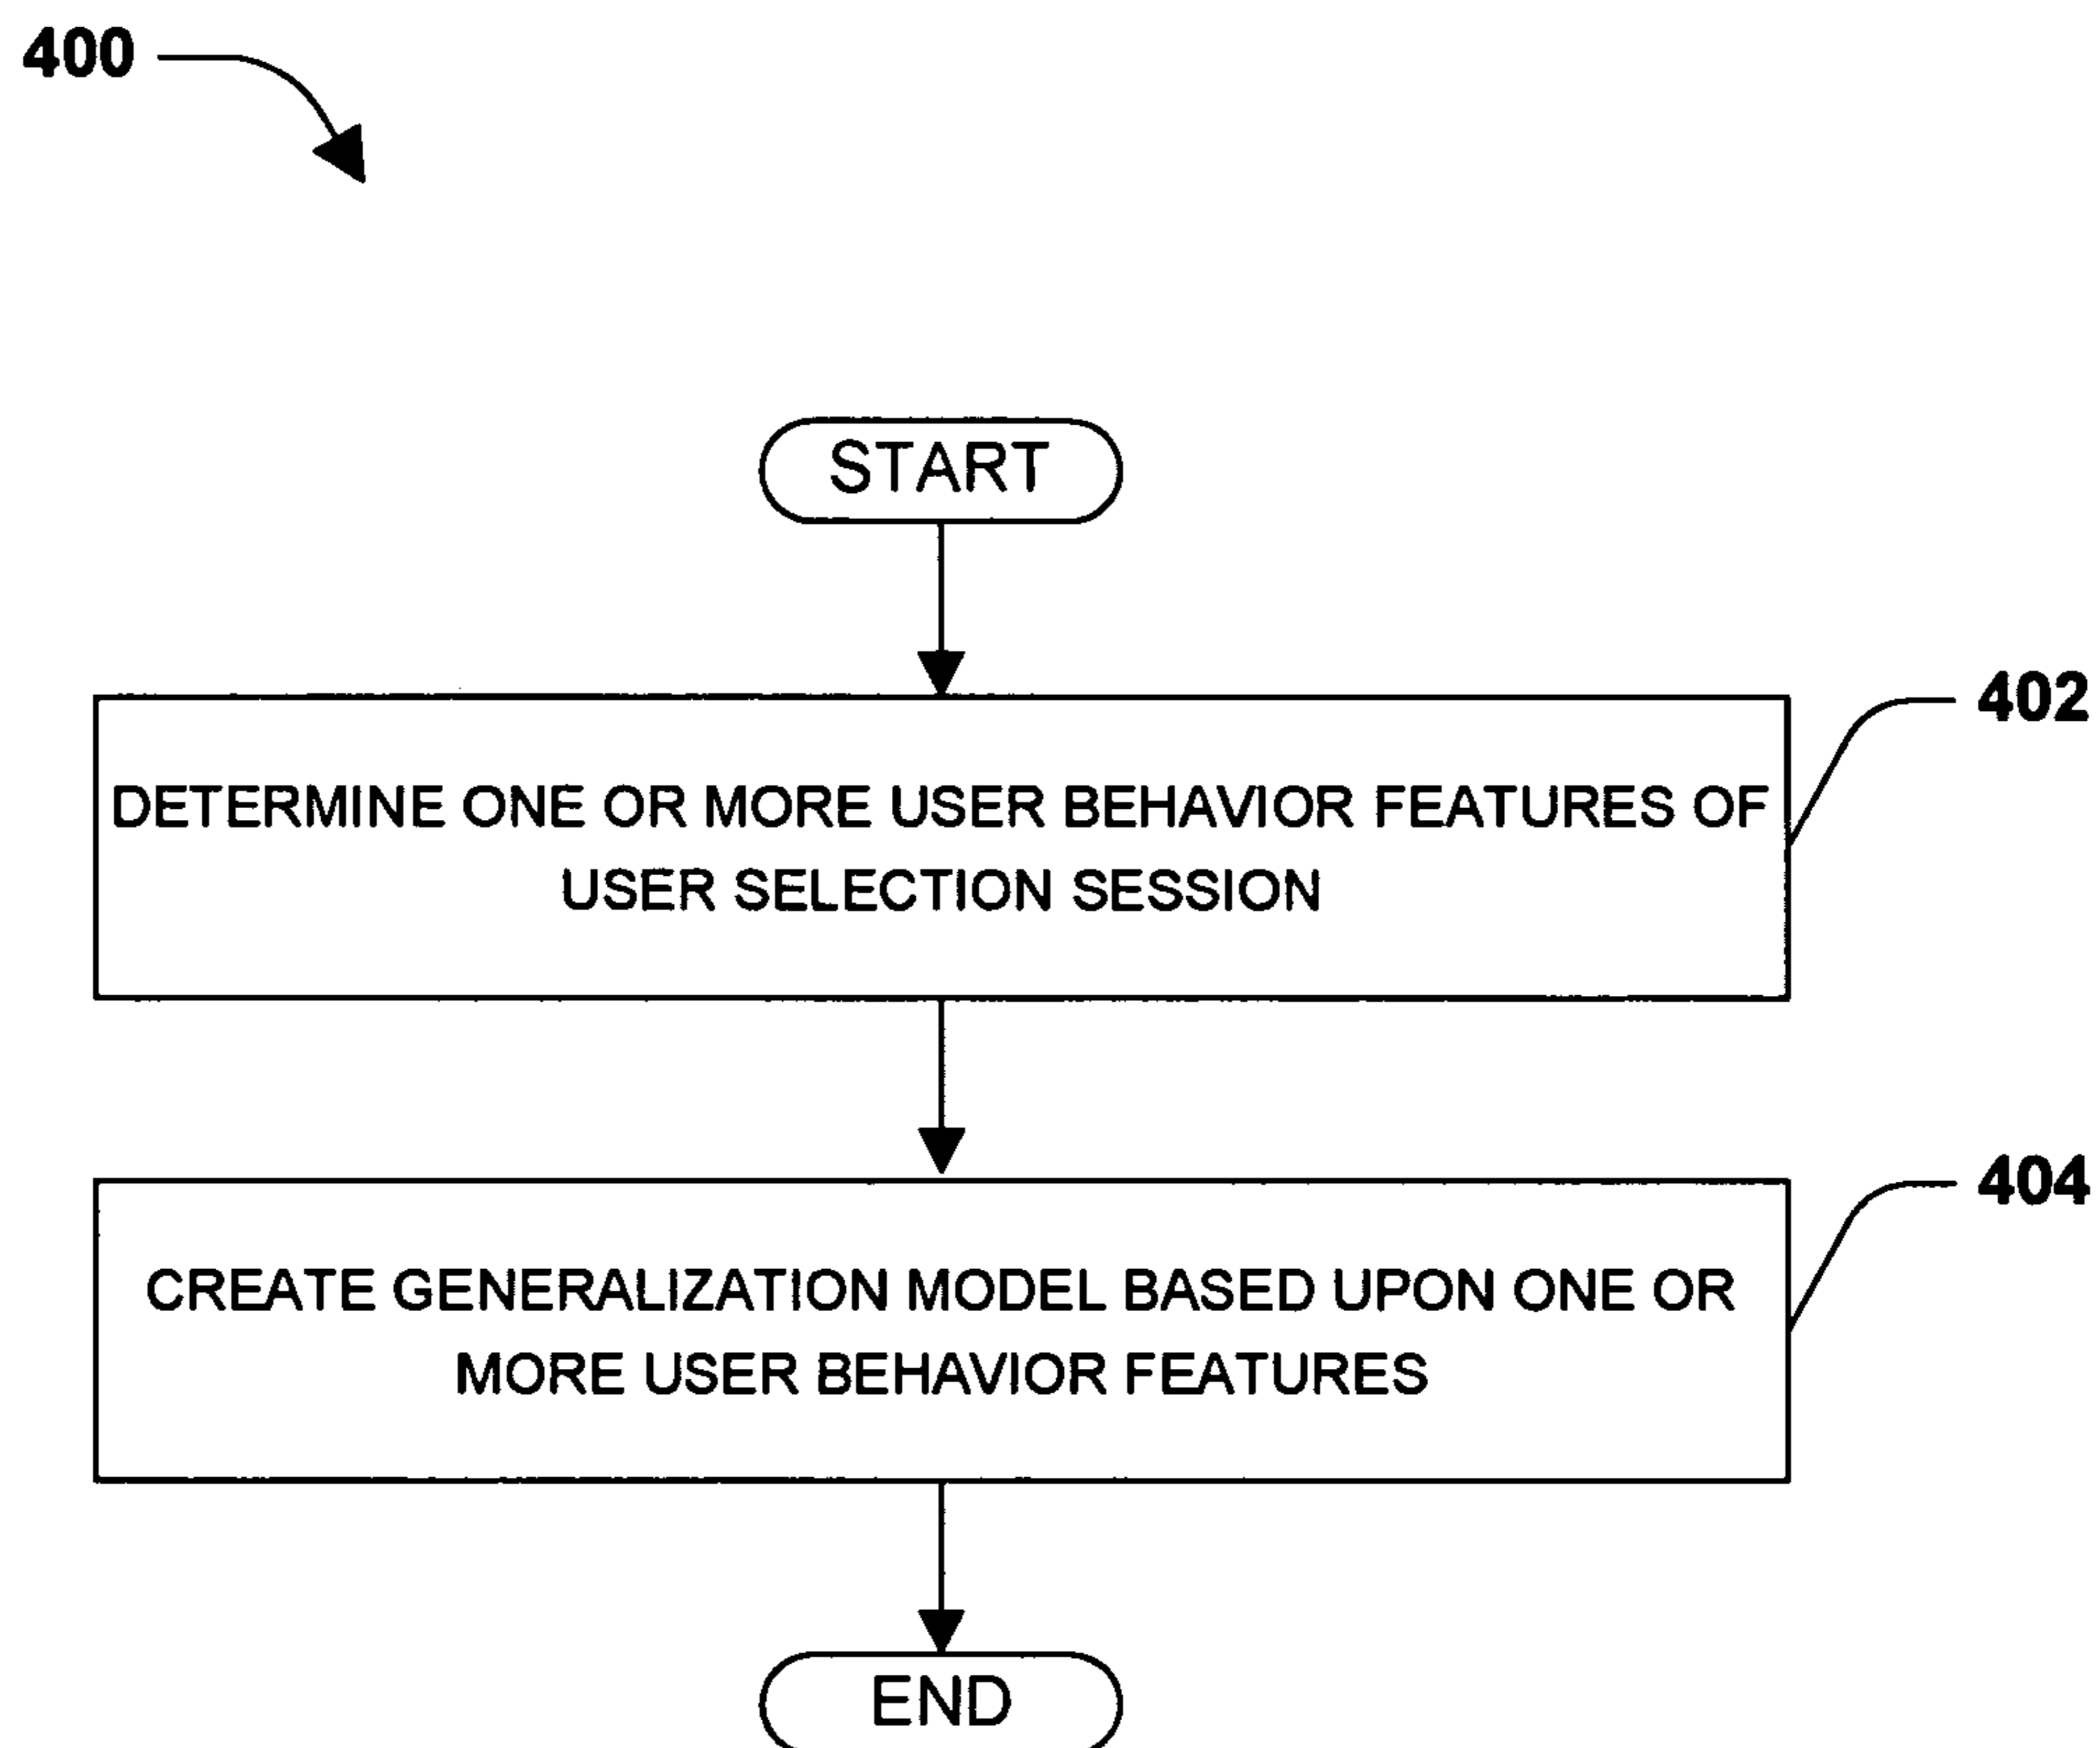 400
START
402
DETERMINE ONE OR MORE USER BEHAVIOR FEATURES OF
USER SELECTION SESSION
404
CREATE GENERALIZATION MODEL BASED UPON ONE OR
MORE USER BEHAVIOR FEATURES
END